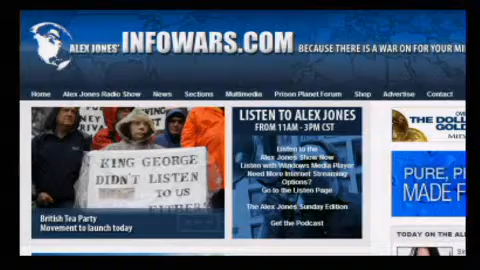 ALEX JONES' INFOWARS.COM BECAUSE THERE IS A WAR ON FOR YOUR MI
Home Alex Jones Radio Show News Sections Multimedia Prison Planet Forum Shop Advertise Contact
KING GEORGE
DIDN'T LISTEN
TO US
EITHER
British Tea Party
Movement to launch today
LISTEN TO ALEX JONES
FROM 11AM - 3PM CST
Listen to the
Alex Jones Show Now
Listen with Windows Media Player
Need More Internet Streaming
Options?
Go to the Listen Page
The Alex Jones Sunday Edition
Get the Podcast
THE DOLL
GOL
PURE, P
MADE F
TODAY ON THE AL